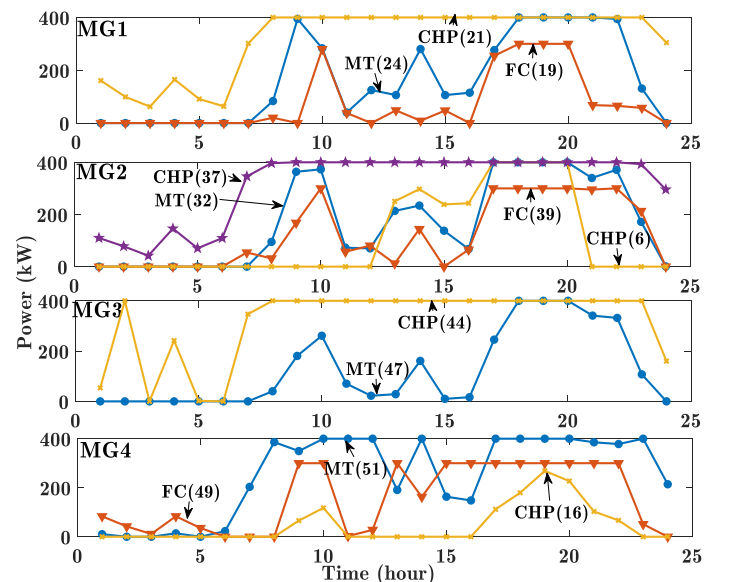 400
MG1
CHP(21)
MT(24)
FC(19)
200
0
0 5 10 15 20 25
400
MG2
CHP(37)
MT(32)
FC(39)
CHP(6)
200
0
0 5 10 15 20 25
400
MG3
CHP(44)
MT(47)
200
0
0 5 10 15 20 25
400
MG4
MT(51)
FC(49)
CHP(16)
200
0
0 5 10 15 20 25
Power (kW)
Time (hour)